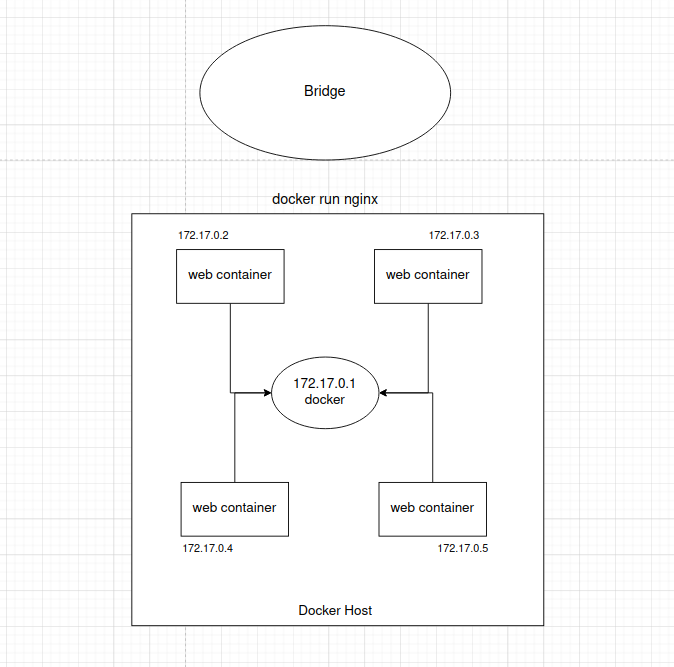 Bridge
docker run nginx
172.17.0.2
172.17.0.3
web container
web container
172.17.0.1
docker
web container
web container
172.17.0.4
172.17.0.5
Docker Host